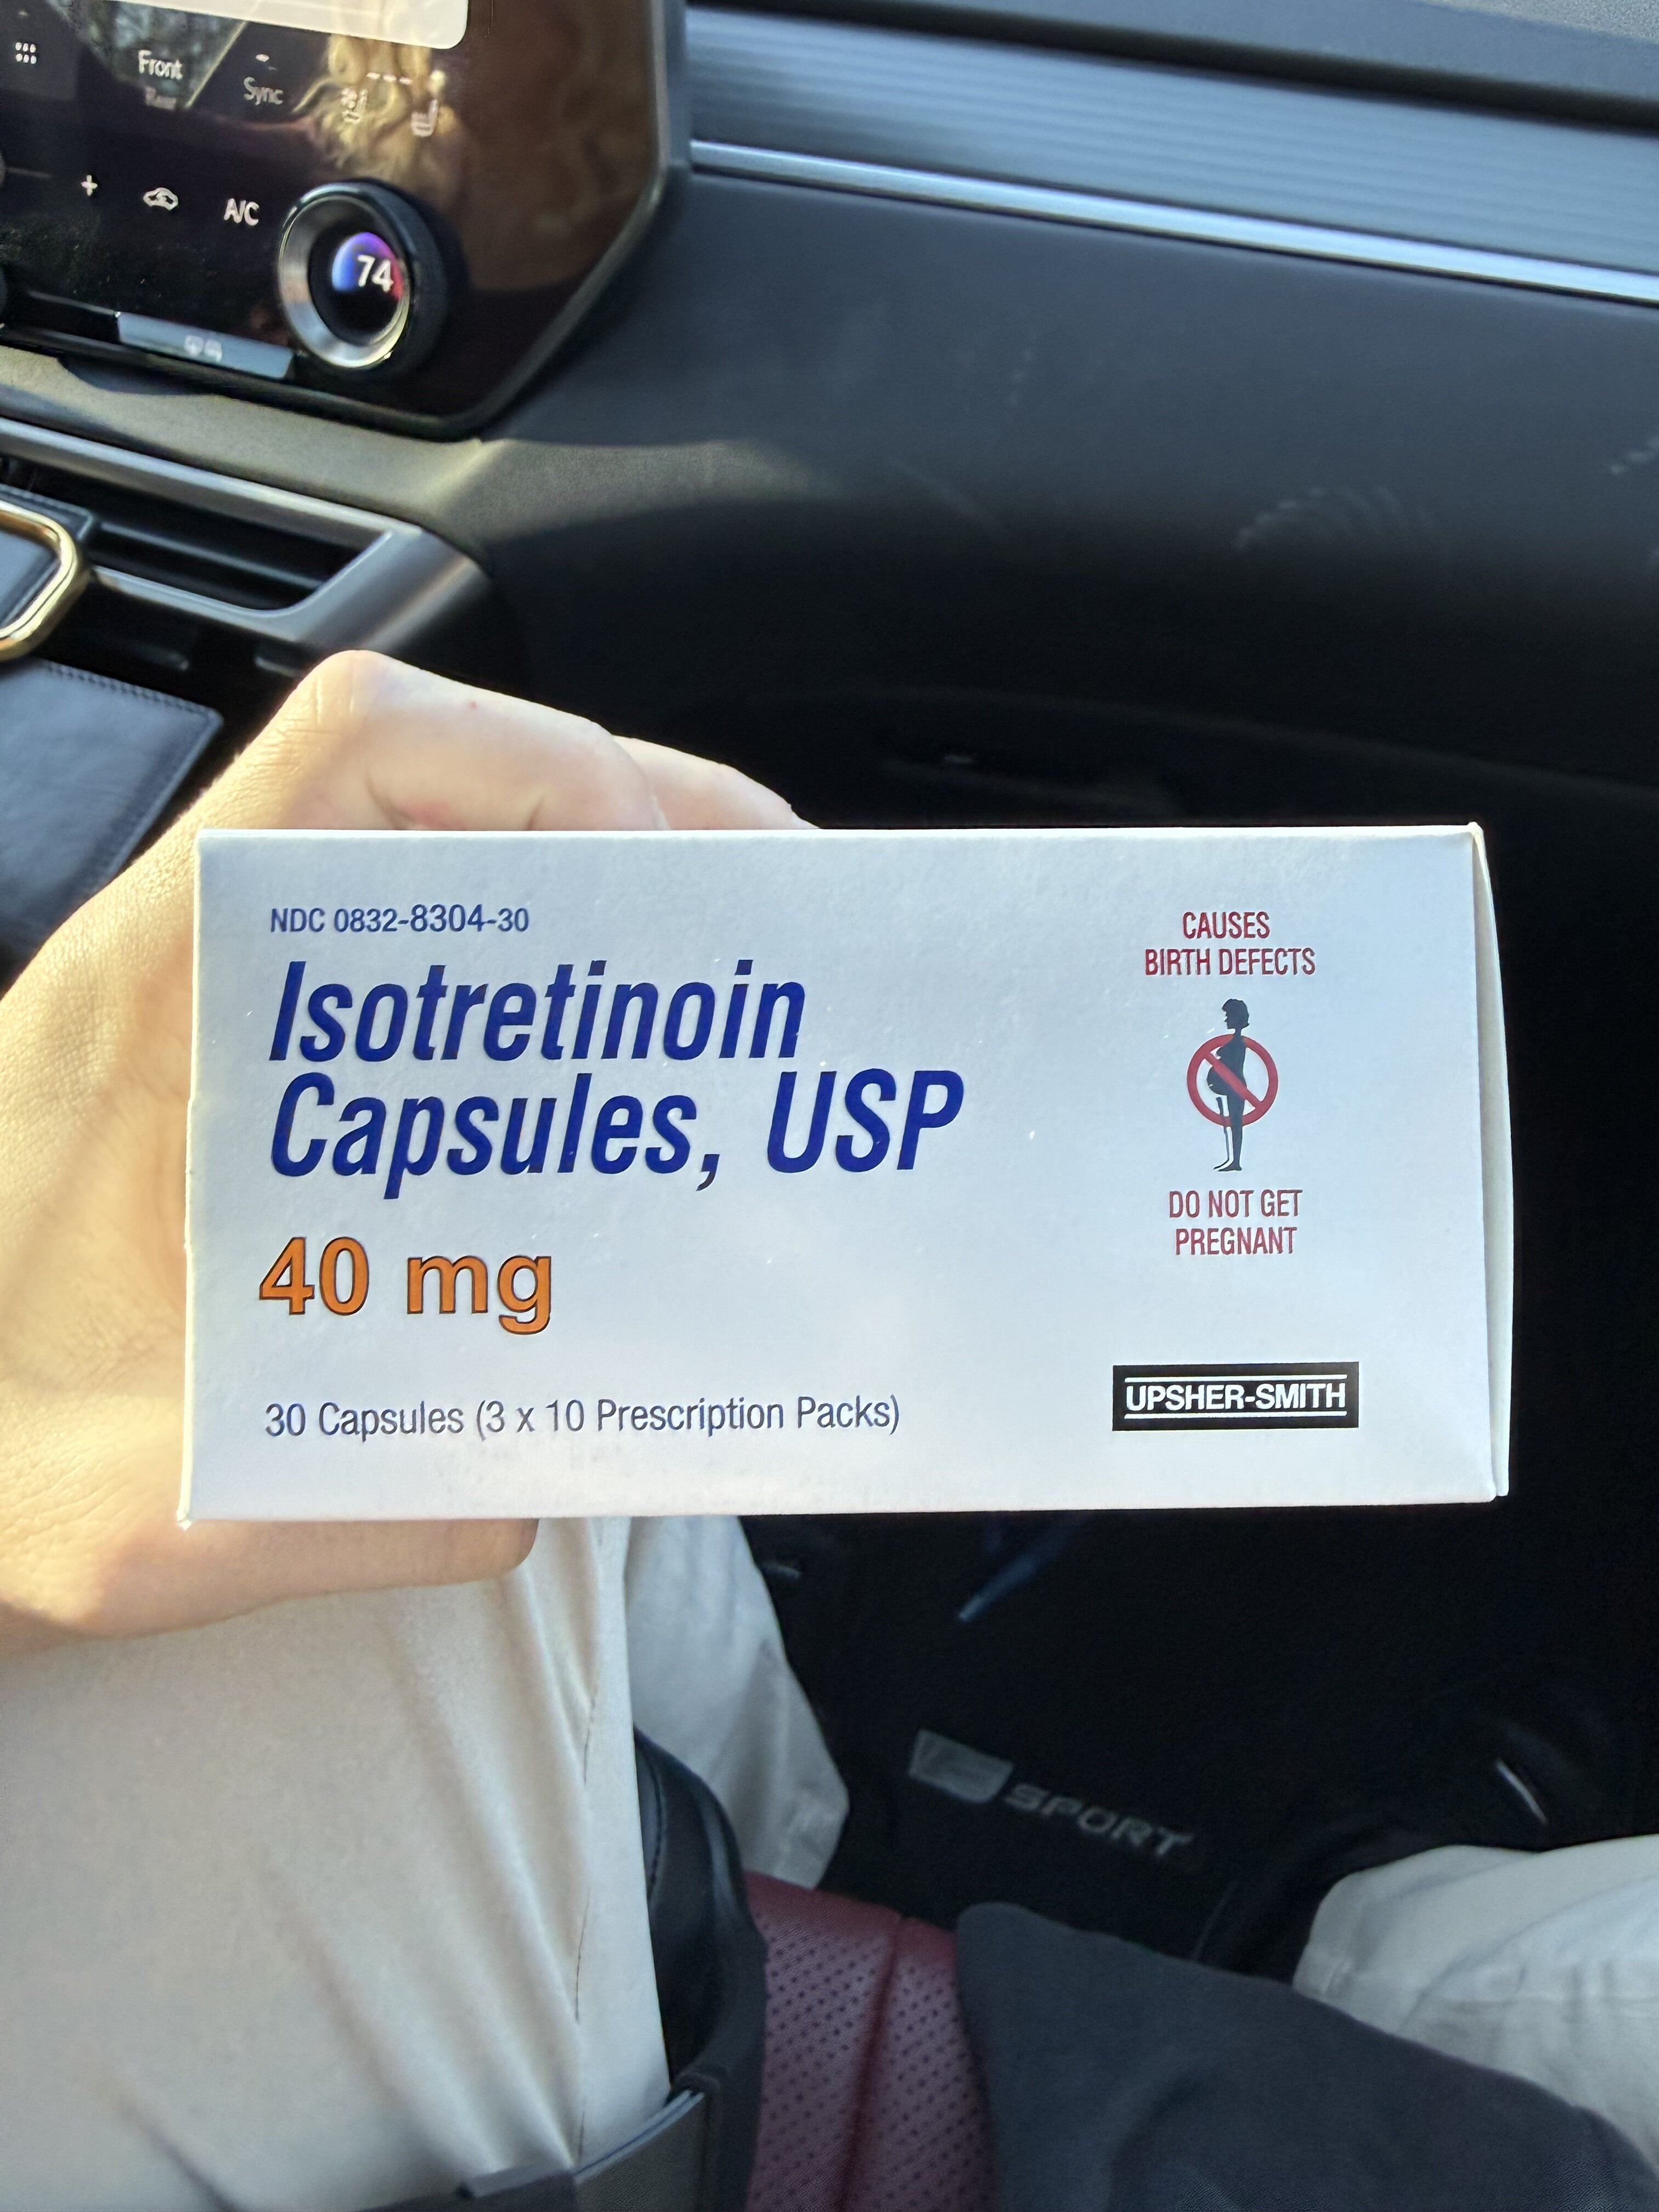 Front
Rear
Sync
A/C
74
NDC 0832-8304-30
Isotretinoin
Capsules, USP
40 mg
30 Capsules (3 x 10 Prescription Packs)
CAUSES
BIRTH DEFECTS
DO NOT GET
PREGNANT
UPSHER-SMITH
F SPORT